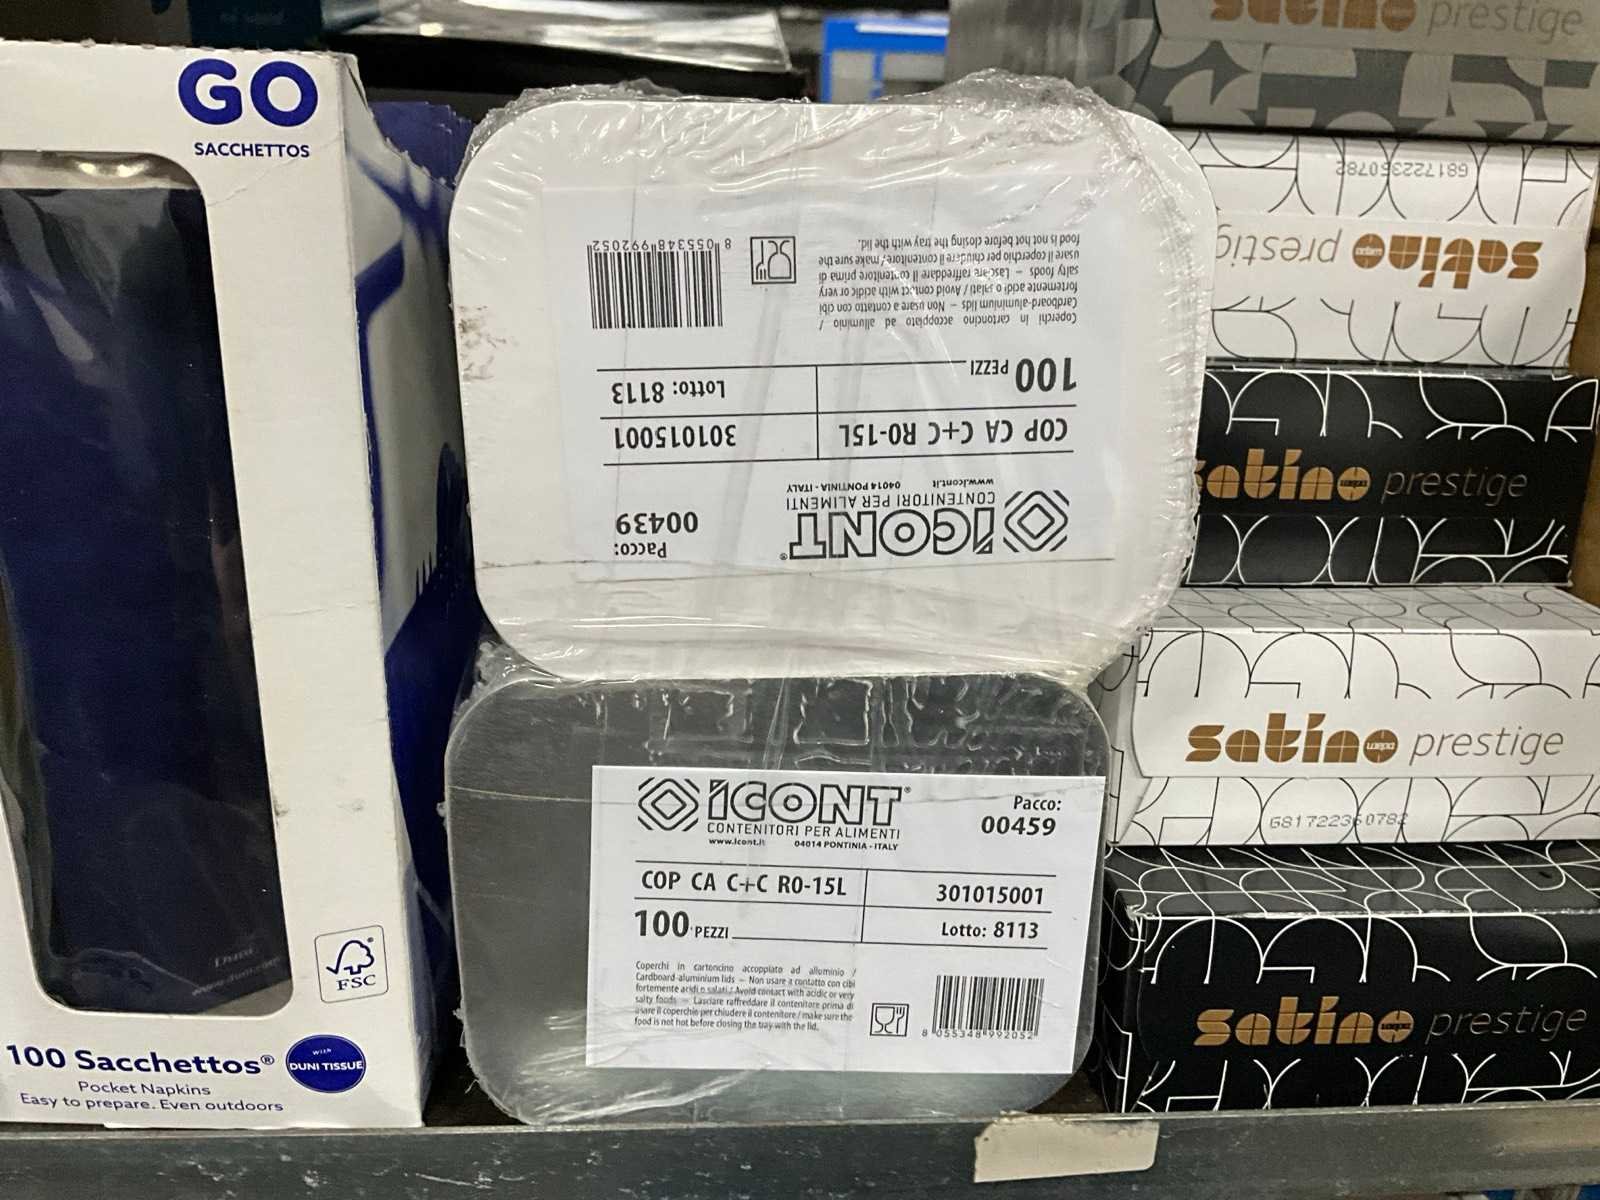 GO
SACCHETTOS
Duni
100 Sacchettos®
WITH
DUNI TISSUE
Pocket Napkins
Easy to prepare. Even outdoors
FSC
ICONT®
CONTENITORI PER ALIMENTI
www.icont.it 04014 PONTINIA - ITALY
Pacco:
00439
COP CA C+C R0-15L 301015001
100 PEZZI Lotto: 8113
Coperchi in cartoncino accoppiato ad alluminio /
Cardboard-aluminium lids – Non usare a contatto con cibi
fortemente acidi o salati / Avoid contact with acidic or very
salty foods – Lasciare raffreddare il contenitore prima di
usare il coperchio per chiudere il contenitore / make sure the
food is not hot before closing the tray with the lid.
8 055348 992052
ICONT®
CONTENITORI PER ALIMENTI
www.icont.it 04014 PONTINIA - ITALY
Pacco:
00459
COP CA C+C R0-15L 301015001
100 PEZZI Lotto: 8113
Coperchi in cartoncino accoppiato ad alluminio /
Cardboard-aluminium lids – Non usare a contatto con cibi
fortemente acidi o salati / Avoid contact with acidic or very
salty foods – Lasciare raffreddare il contenitore prima di
usare il coperchio per chiudere il contenitore / make sure the
food is not hot before closing the tray with the lid.
8 055348 992052
satino prestige
681722360782
satino wepa prestige
satino wepa prestige
satino wepa prestige
681722360782
satino wepa prestige